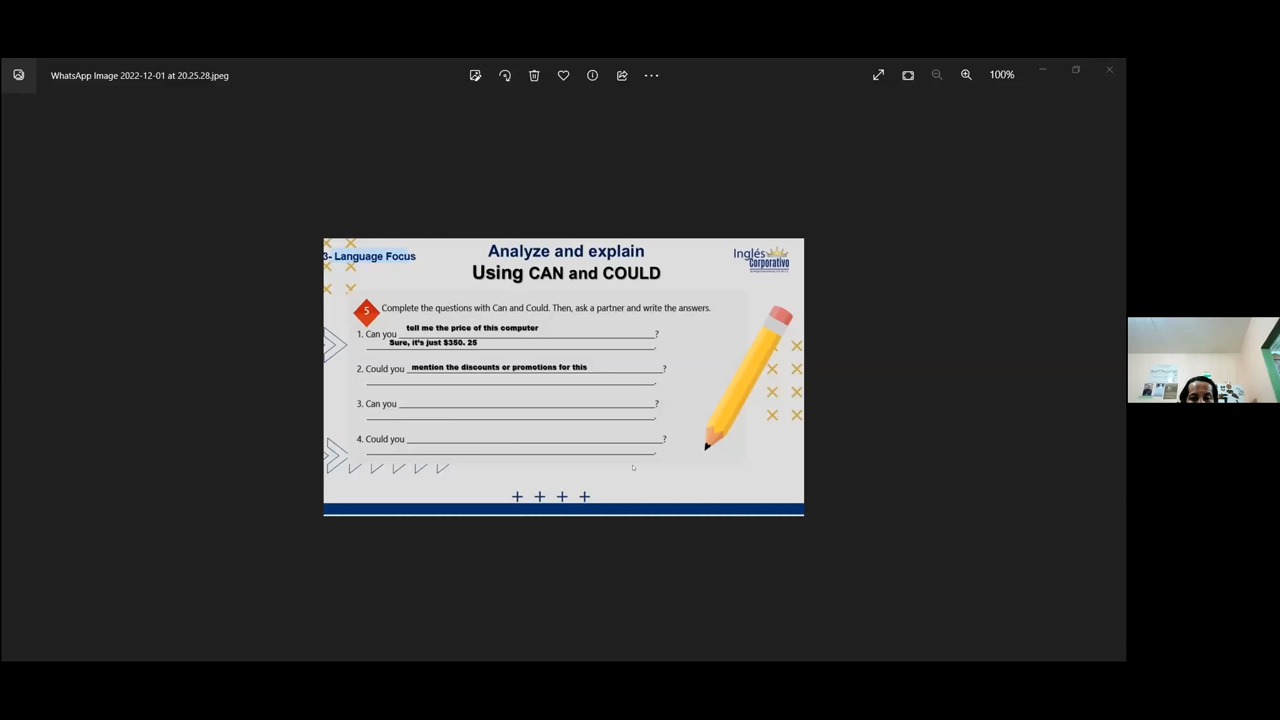 WhatsApp Image 2022-12-01 at 20.25.28.jpeg
100%
3- Language Focus
Analyze and explain
Using CAN and COULD
Inglés
Corporativo
5
Complete the questions with Can and Could. Then, ask a partner and write the answers.
tell me the price of this computer
1. Can you ?
Sure, it's just $350. 25
.
2. Could you mention the discounts or promotions for this ?
.
3. Can you ?
.
4. Could you ?
.